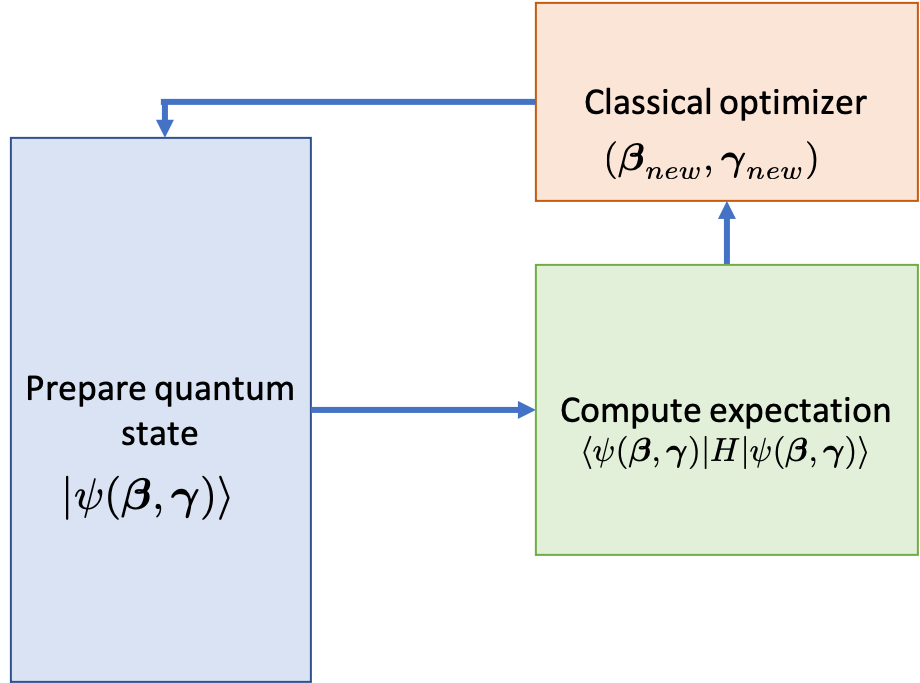 Classical optimizer
(β_new, γ_new)
Prepare quantum
state
|ψ(β, γ)⟩
Compute expectation
⟨ψ(β, γ)|H|ψ(β, γ)⟩